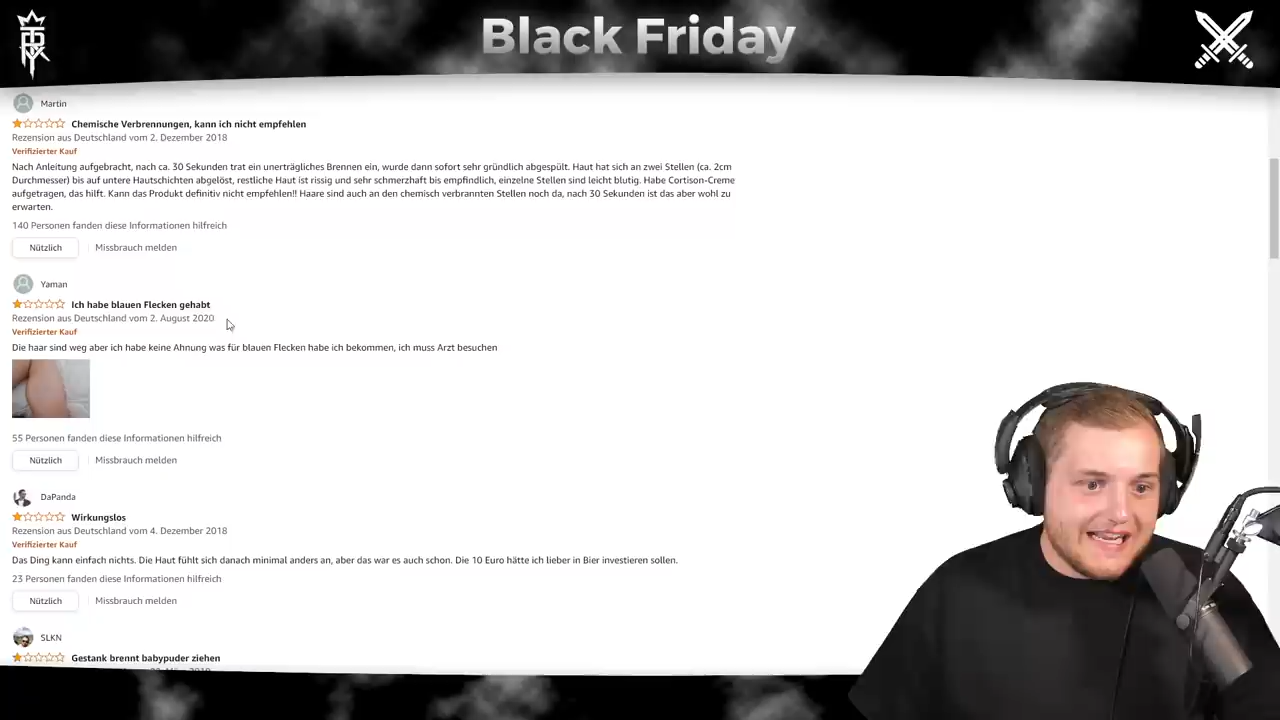 Black Friday
Martin
Chemische Verbrennungen, kann ich nicht empfehlen
Rezension aus Deutschland vom 2. Dezember 2018
Verifizierter Kauf
Nach Anleitung aufgebracht, nach ca. 30 Sekunden trat ein unerträgliches Brennen ein, wurde dann sofort sehr gründlich abgespült. Haut hat sich an zwei Stellen (ca. 2cm
Durchmesser) bis auf untere Hautschichten abgelöst, restliche Haut ist rissig und sehr schmerzhaft bis empfindlich, einzelne Stellen sind leicht blutig. Habe Cortison-Creme
aufgetragen, das hilft. Kann das Produkt definitiv nicht empfehlen!! Haare sind auch an den chemisch verbrannten Stellen noch da, nach 30 Sekunden ist das aber wohl zu
erwarten.
140 Personen fanden diese Informationen hilfreich
Nützlich Missbrauch melden
Yaman
Ich habe blauen Flecken gehabt
Rezension aus Deutschland vom 2. August 2020
Verifizierter Kauf
Die haar sind weg aber ich habe keine Ahnung was für blauen Flecken habe ich bekommen, ich muss Arzt besuchen
55 Personen fanden diese Informationen hilfreich
Nützlich Missbrauch melden
DaPanda
Wirkungslos
Rezension aus Deutschland vom 4. Dezember 2018
Verifizierter Kauf
Das Ding kann einfach nichts. Die Haut fühlt sich danach minimal anders an, aber das war es auch schon. Die 10 Euro hätte ich lieber in Bier investieren sollen.
23 Personen fanden diese Informationen hilfreich
Nützlich Missbrauch melden
SLKN
Gestank brennt babypuder ziehen